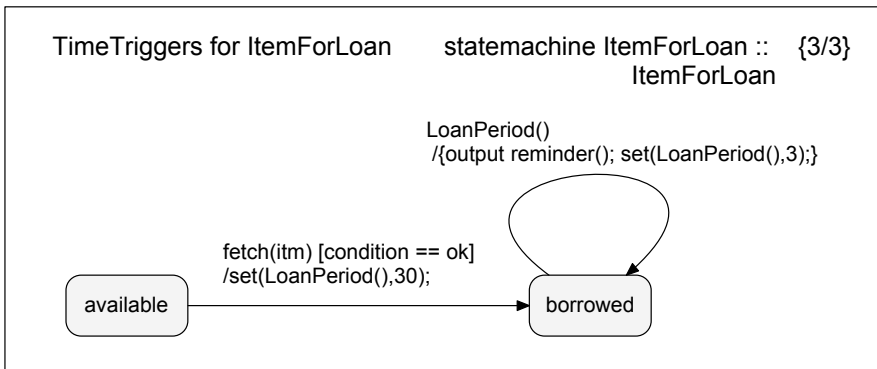 TimeTriggers for ItemForLoan statemachine ItemForLoan :: {3/3}
ItemForLoan
LoanPeriod()
/{output reminder(); set(LoanPeriod(),3);}
fetch(itm) [condition == ok]
/set(LoanPeriod(),30);
available
borrowed